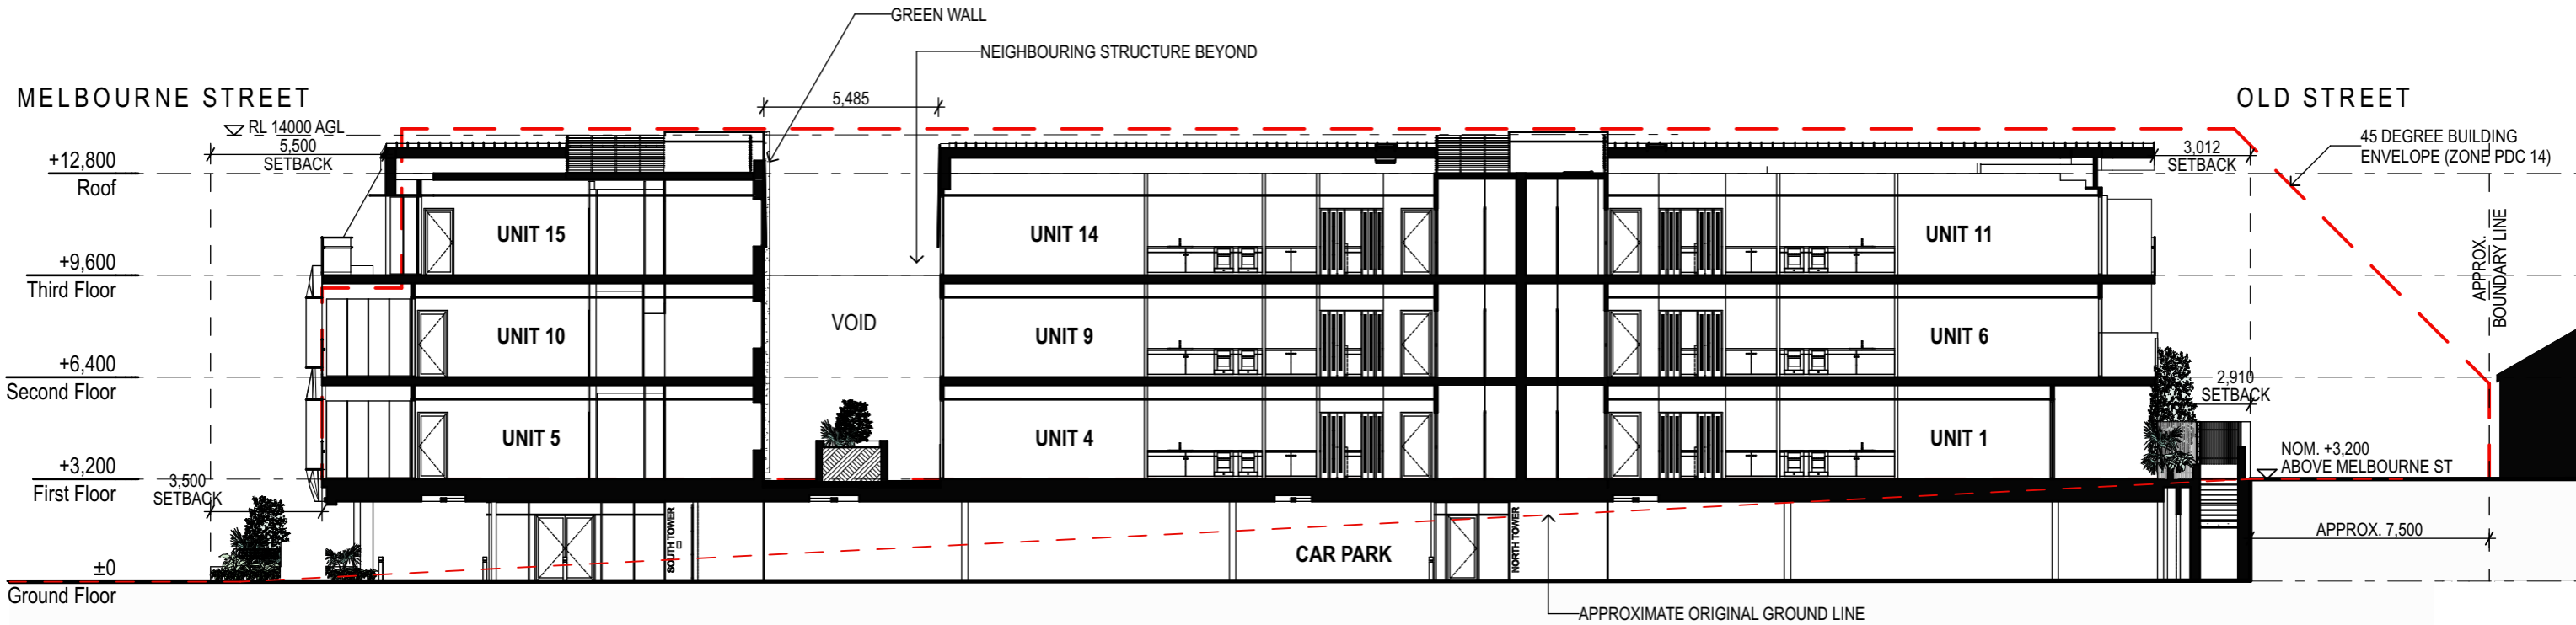 GREEN WALL
NEIGHBOURING STRUCTURE BEYOND
MELBOURNE STREET
5,485
OLD STREET
RL 14000 AGL
5,500
SETBACK
45 DEGREE BUILDING
ENVELOPE (ZONE PDC 14)
3,012
SETBACK
+12,800
Roof
UNIT 15
UNIT 14
UNIT 11
APPROX.
BOUNDARY LINE
+9,600
Third Floor
VOID
UNIT 10
UNIT 9
UNIT 6
+6,400
Second Floor
2,910
SETBACK
UNIT 5
UNIT 4
UNIT 1
+3,200
First Floor
NOM. +3,200
ABOVE MELBOURNE ST
3,500
SETBACK
SOUTH TOWER
NORTH TOWER
APPROX. 7,500
CAR PARK
±0
Ground Floor
APPROXIMATE ORIGINAL GROUND LINE